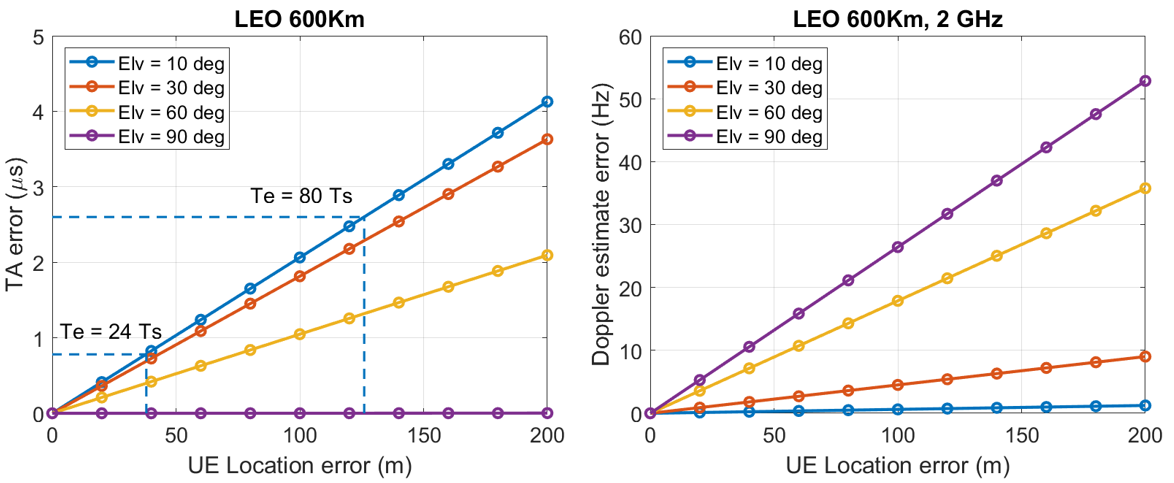 LEO 600Km
5
4
3
2
1
0
TA error (μs)
Elv = 10 deg
Elv = 30 deg
Elv = 60 deg
Elv = 90 deg
Te = 80 Ts
Te = 24 Ts
0 50 100 150 200
UE Location error (m)
LEO 600Km, 2 GHz
60
50
40
30
20
10
0
Doppler estimate error (Hz)
Elv = 10 deg
Elv = 30 deg
Elv = 60 deg
Elv = 90 deg
0 50 100 150 200
UE Location error (m)